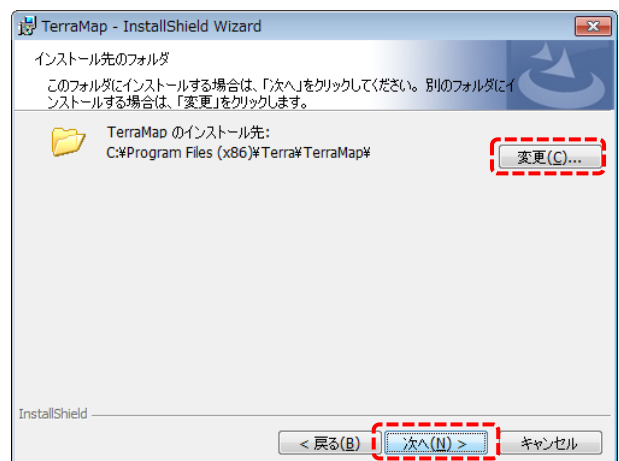 TerraMap - InstallShield Wizard
インストール先のフォルダ
このフォルダにインストールする場合は、「次へ」をクリックしてください。別のフォルダにイ
ンストールする場合は、「変更」をクリックします。
TerraMap のインストール先:
C:¥Program Files (x86)¥Terra¥TerraMap¥
変更(C)...
InstallShield
< 戻る(B)
次へ(N) >
キャンセル